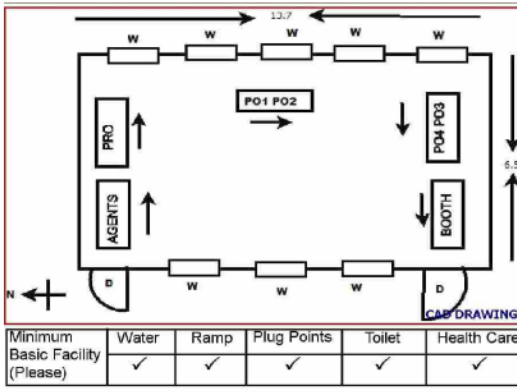 13.7
W W W W W
PO1 PO2
PRO
PO4 PO3
6.5
AGENTS
BOOTH
W W W
D D
N
CAD DRAWING
Minimum Basic Facility (Please) Water Ramp Plug Points Toilet Health Care
✓ ✓ ✓ ✓ ✓